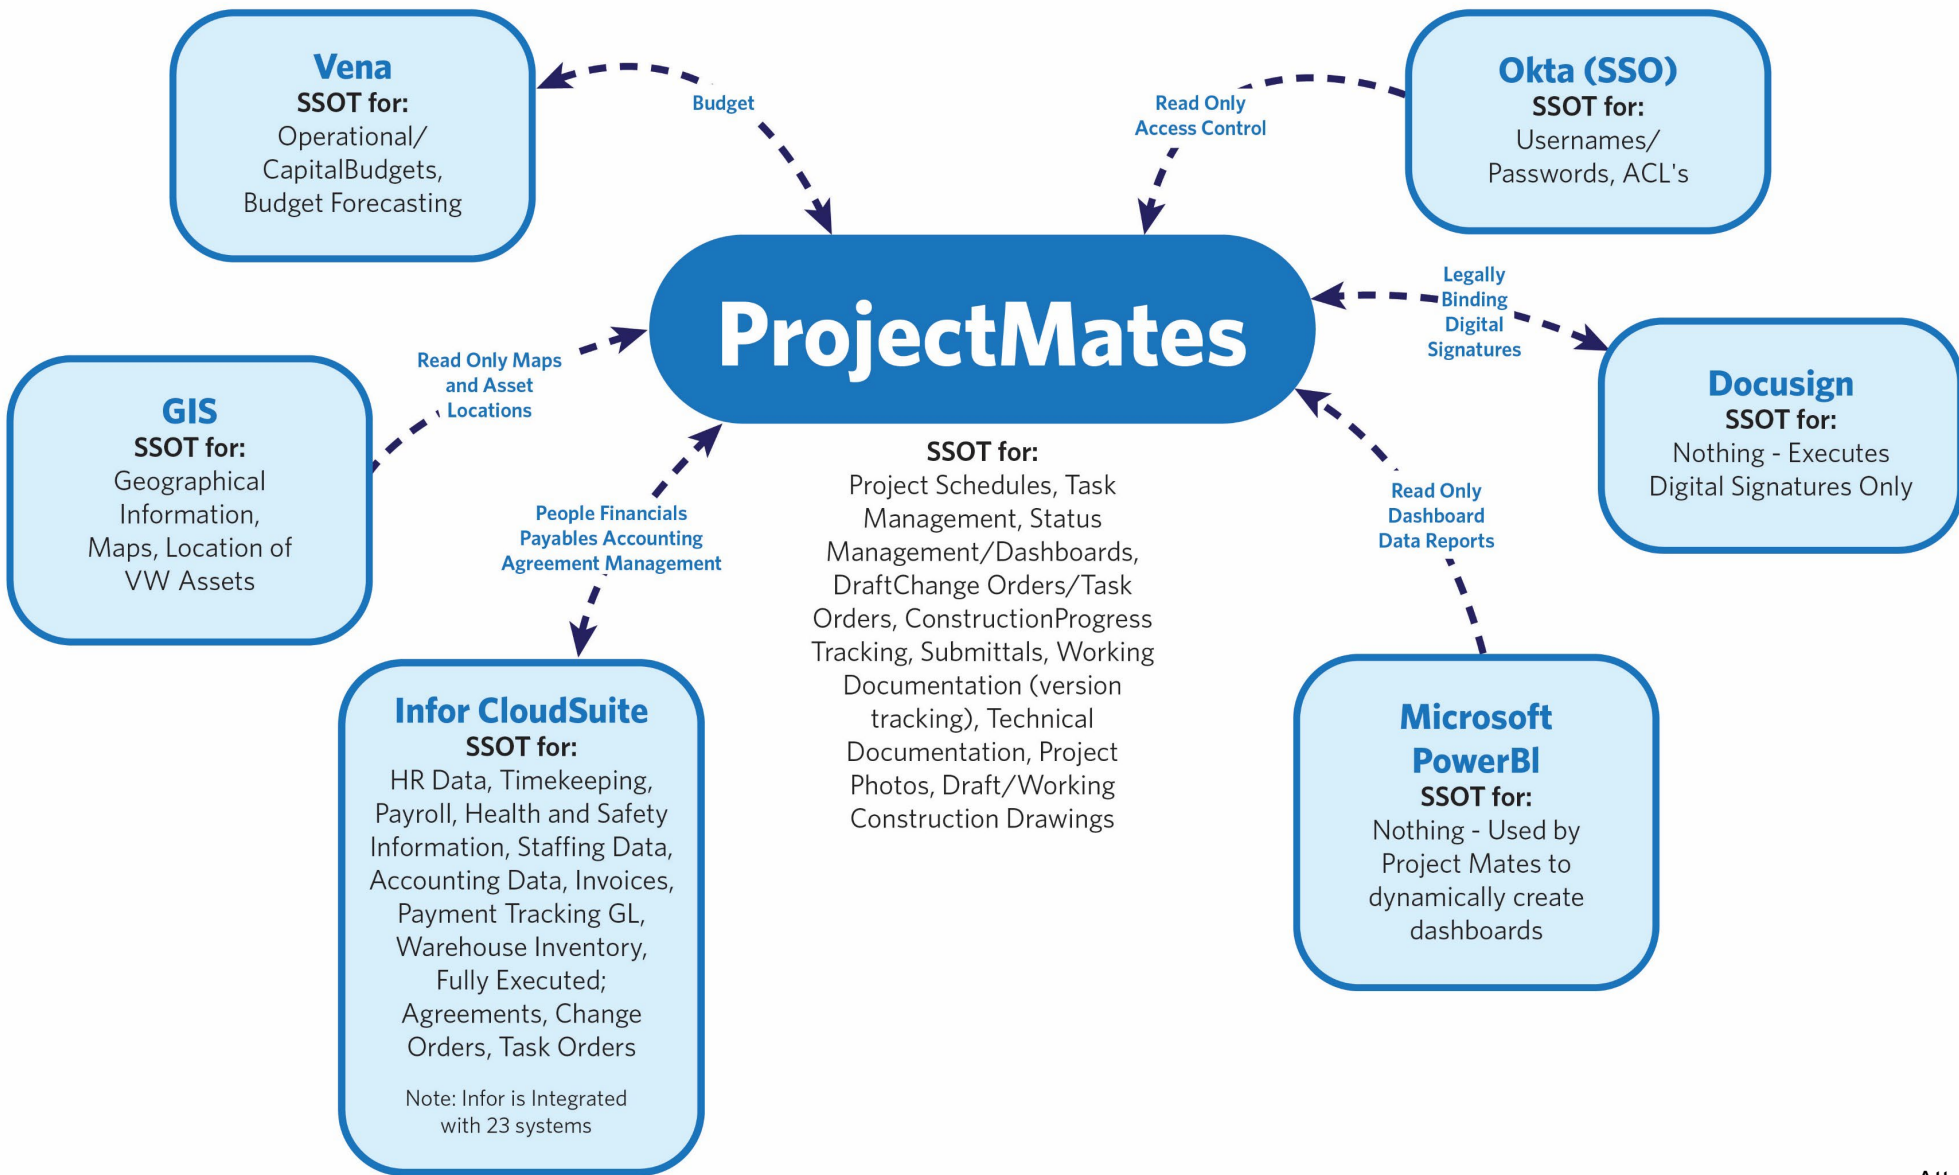 Vena
SSOT for:
Operational/
CapitalBudgets,
Budget Forecasting
Budget
Read Only
Access Control
Okta (SSO)
SSOT for:
Usernames/
Passwords, ACL's
ProjectMates
SSOT for:
Project Schedules, Task
Management, Status
Management/Dashboards,
DraftChange Orders/Task
Orders, ConstructionProgress
Tracking, Submittals, Working
Documentation (version
tracking), Technical
Documentation, Project
Photos, Draft/Working
Construction Drawings
Legally
Binding
Digital
Signatures
Docusign
SSOT for:
Nothing - Executes
Digital Signatures Only
Read Only Maps
and Asset
Locations
GIS
SSOT for:
Geographical
Information,
Maps, Location of
VW Assets
People Financials
Payables Accounting
Agreement Management
Read Only
Dashboard
Data Reports
Infor CloudSuite
SSOT for:
HR Data, Timekeeping,
Payroll, Health and Safety
Information, Staffing Data,
Accounting Data, Invoices,
Payment Tracking GL,
Warehouse Inventory,
Fully Executed;
Agreements, Change
Orders, Task Orders
Note: Infor is Integrated
with 23 systems
Microsoft
PowerBl
SSOT for:
Nothing - Used by
Project Mates to
dynamically create
dashboards